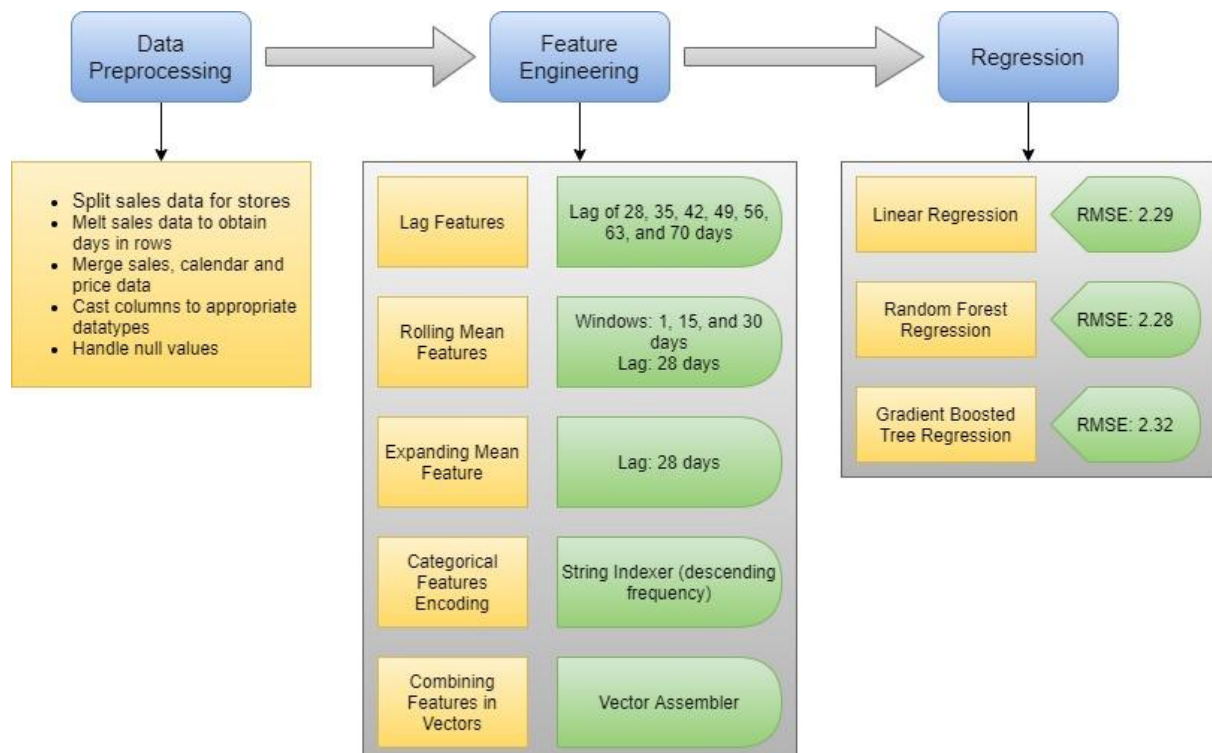 Data
Preprocessing
Feature
Engineering
Regression
• Split sales data for stores
• Melt sales data to obtain
days in rows
• Merge sales, calendar and
price data
• Cast columns to appropriate
datatypes
• Handle null values
Lag Features
Lag of 28, 35, 42, 49, 56,
63, and 70 days
Rolling Mean
Features
Windows: 1, 15, and 30
days
Lag: 28 days
Expanding Mean
Feature
Lag: 28 days
Categorical
Features
Encoding
String Indexer (descending
frequency)
Combining
Features in
Vectors
Vector Assembler
Linear Regression
RMSE: 2.29
Random Forest
Regression
RMSE: 2.28
Gradient Boosted
Tree Regression
RMSE: 2.32